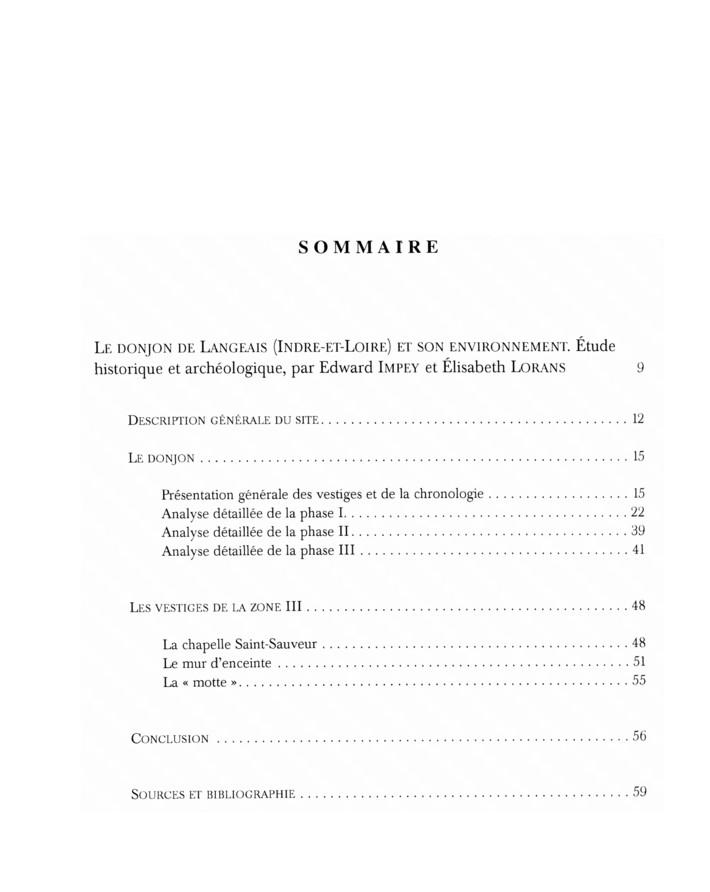 SOMMAIRE
LE DONJON DE LANGEAIS (INDRE-ET-LOIRE) ET SON ENVIRONNEMENT. Étude
historique et archéologique, par Edward IMPEY et Élisabeth LORANS 9
DESCRIPTION GÉNÉRALE DU SITE. . . . . . . . . . . . . . . . . . . . . . . . . . . . . . . . . . . . . . . . 12
LE DONJON . . . . . . . . . . . . . . . . . . . . . . . . . . . . . . . . . . . . . . . . . . . . . . . . . . . . . . . . 15
Présentation générale des vestiges et de la chronologie . . . . . . . . . . . . . . . . . . . 15
Analyse détaillée de la phase I. . . . . . . . . . . . . . . . . . . . . . . . . . . . . . . . . . . . . . 22
Analyse détaillée de la phase II. . . . . . . . . . . . . . . . . . . . . . . . . . . . . . . . . . . . . 39
Analyse détaillée de la phase III . . . . . . . . . . . . . . . . . . . . . . . . . . . . . . . . . . . . 41
LES VESTIGES DE LA ZONE III . . . . . . . . . . . . . . . . . . . . . . . . . . . . . . . . . . . . . . . . . . 48
La chapelle Saint-Sauveur . . . . . . . . . . . . . . . . . . . . . . . . . . . . . . . . . . . . . . . . 48
Le mur d'enceinte . . . . . . . . . . . . . . . . . . . . . . . . . . . . . . . . . . . . . . . . . . . . . . 51
La « motte ». . . . . . . . . . . . . . . . . . . . . . . . . . . . . . . . . . . . . . . . . . . . . . . . . . . 55
CONCLUSION . . . . . . . . . . . . . . . . . . . . . . . . . . . . . . . . . . . . . . . . . . . . . . . . . . . . . . 56
SOURCES ET BIBLIOGRAPHIE . . . . . . . . . . . . . . . . . . . . . . . . . . . . . . . . . . . . . . . . . . . 59